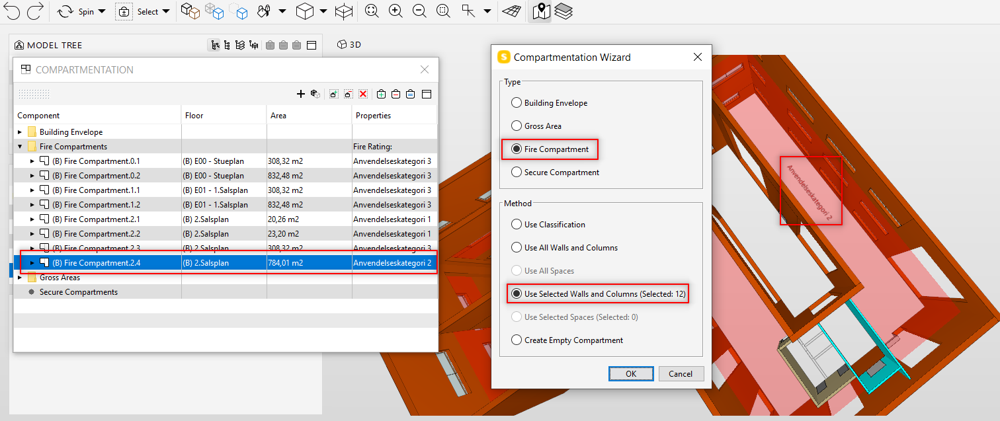 Spin
Select
MODEL TREE
3D
COMPARTMENTATION
Component Floor Area Properties
Building Envelope
Fire Compartments Fire Rating:
(B) Fire Compartment.0.1 (B) E00 - Stueplan 308,32 m2 Anvendelseskategori 3
(B) Fire Compartment.0.2 (B) E00 - Stueplan 832,48 m2 Anvendelseskategori 3
(B) Fire Compartment.1.1 (B) E01 - 1.Salsplan 308,32 m2 Anvendelseskategori 3
(B) Fire Compartment.1.2 (B) E01 - 1.Salsplan 832,48 m2 Anvendelseskategori 3
(B) Fire Compartment.2.1 (B) 2.Salsplan 20,26 m2 Anvendelseskategori 1
(B) Fire Compartment.2.2 (B) 2.Salsplan 23,20 m2 Anvendelseskategori 1
(B) Fire Compartment.2.3 (B) 2.Salsplan 308,32 m2 Anvendelseskategori 3
(B) Fire Compartment.2.4 (B) 2.Salsplan 784,01 m2 Anvendelseskategori 2
Gross Areas
Secure Compartments
S Compartmentation Wizard
Type
Building Envelope
Gross Area
Fire Compartment
Secure Compartment
Method
Use Classification
Use All Walls and Columns
Use All Spaces
Use Selected Walls and Columns (Selected: 12)
Use Selected Spaces (Selected: 0)
Create Empty Compartment
OK Cancel
Anvendelseskategori 2